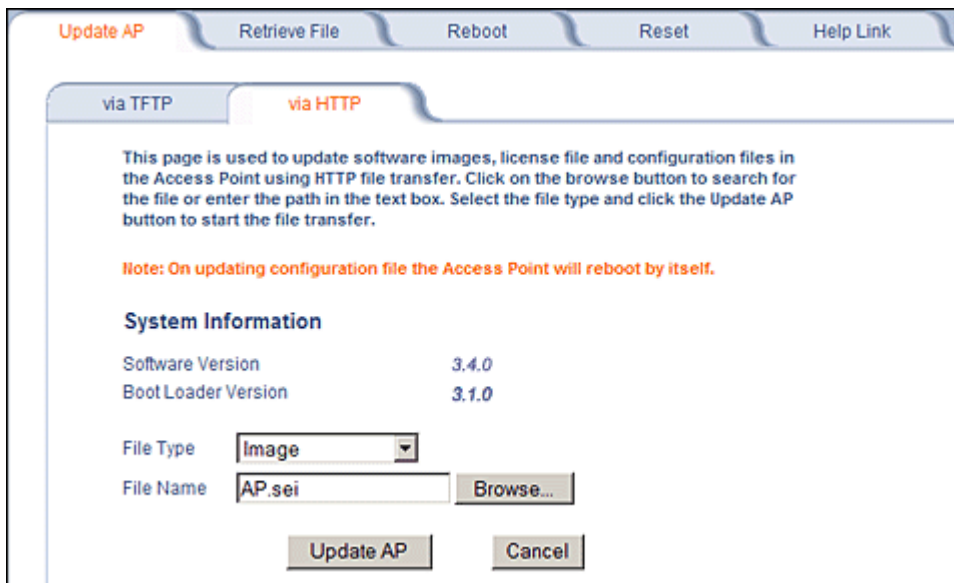 Update AP Retrieve File Reboot Reset Help Link
via TFTP via HTTP
This page is used to update software images, license file and configuration files in
the Access Point using HTTP file transfer. Click on the browse button to search for
the file or enter the path in the text box. Select the file type and click the Update AP
button to start the file transfer.
Note: On updating configuration file the Access Point will reboot by itself.
System Information
Software Version 3.4.0
Boot Loader Version 3.1.0
File Type Image
File Name AP.sei Browse...
Update AP Cancel